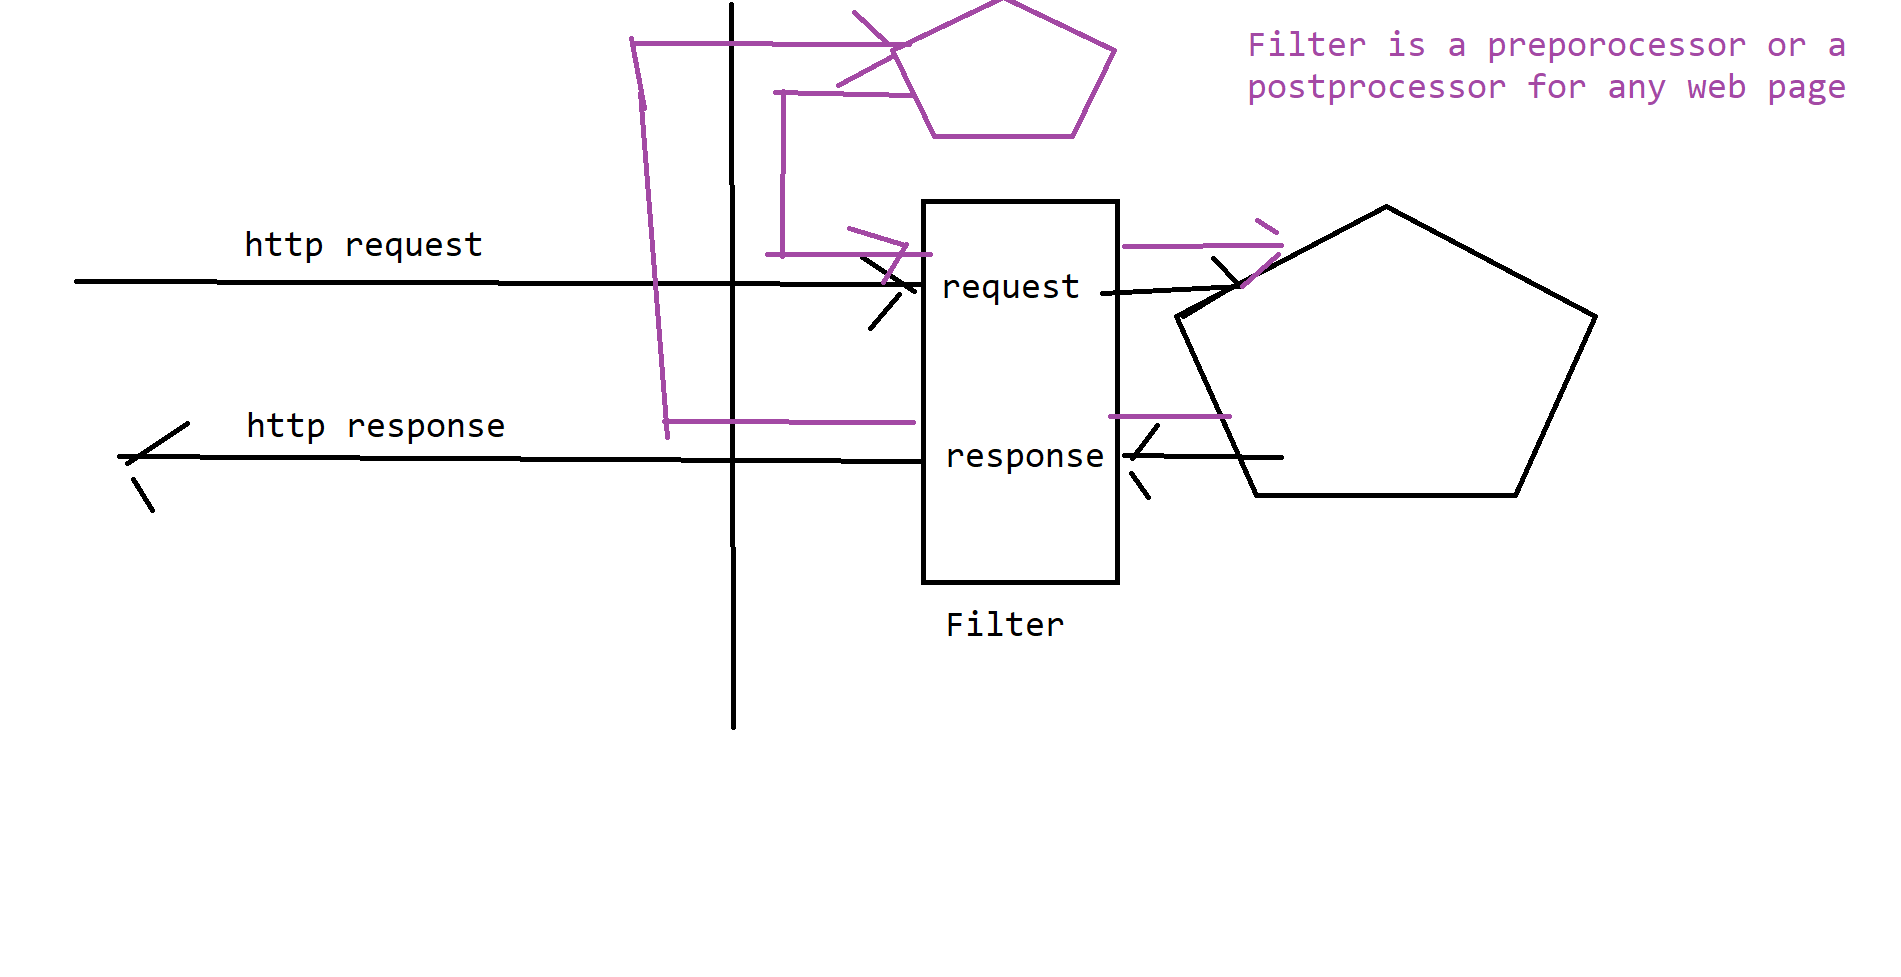 Filter is a preporocessor or a
postprocessor for any web page
http request
request
http response
response
Filter